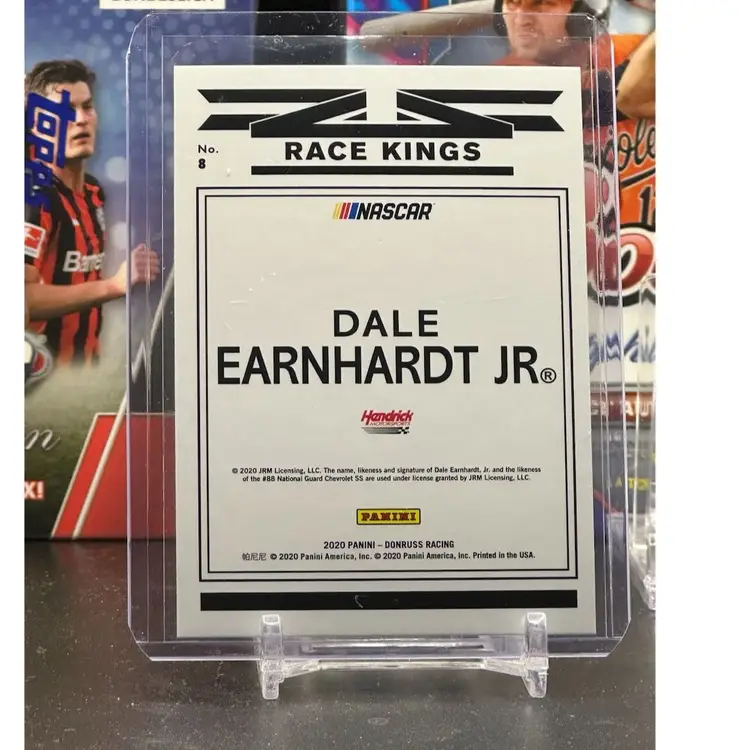 topps
No.
8
RACE KINGS
NASCAR
DALE
EARNHARDT JR®
Hendrick
MOTORSPORTS
© 2020 JRM Licensing, LLC. The name, likeness and signature of Dale Earnhardt, Jr. and the likeness
of the #88 National Guard Chevrolet SS are used under license granted by JRM Licensing, LLC.
PANINI
2020 PANINI – DONRUSS RACING
帕尼尼 © 2020 Panini America, Inc. © 2020 Panini America, Inc. Printed in the USA.
X!